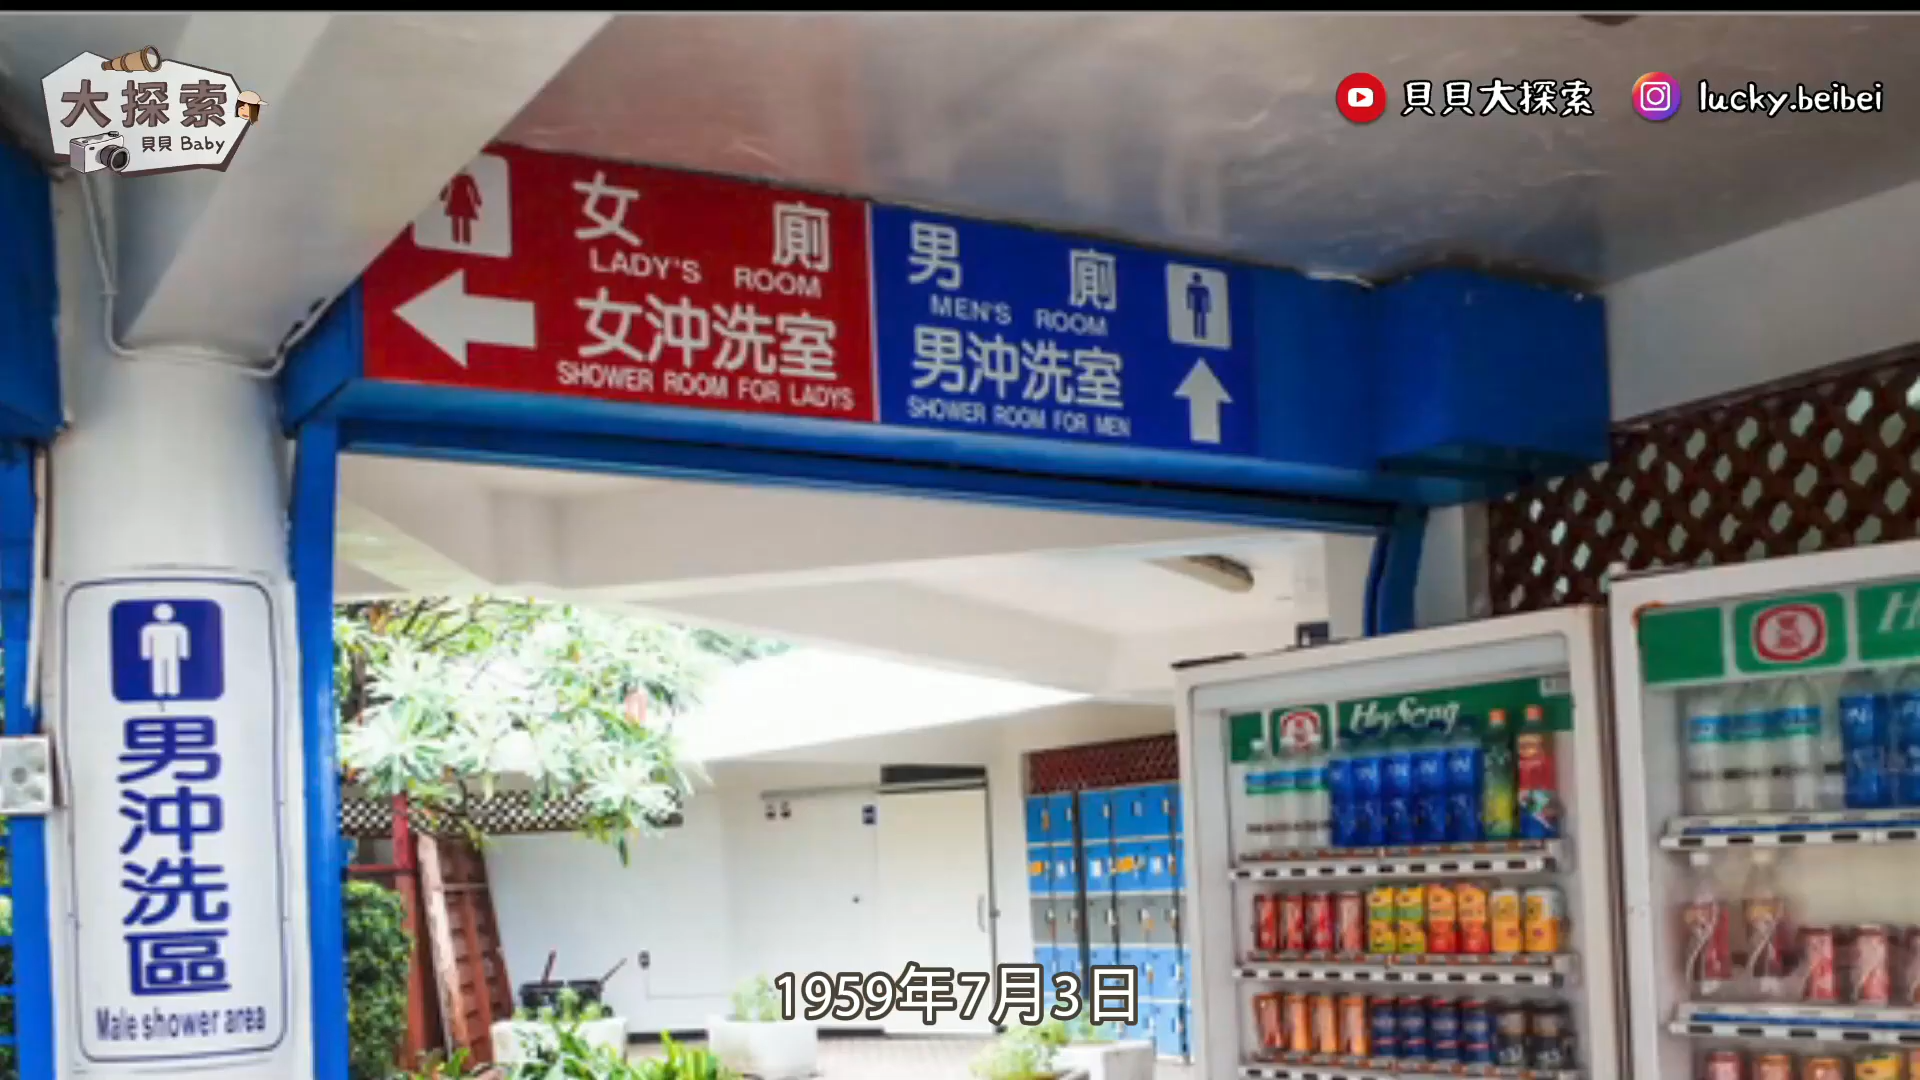 大探索
貝貝 Baby
貝貝大探索
lucky.beibei
女廁
LADY'S ROOM
女沖洗室
SHOWER ROOM FOR LADYS
男廁
MEN'S ROOM
男沖洗室
SHOWER ROOM FOR MEN
男沖洗區
Male shower area
HeySong
1959年7月3日